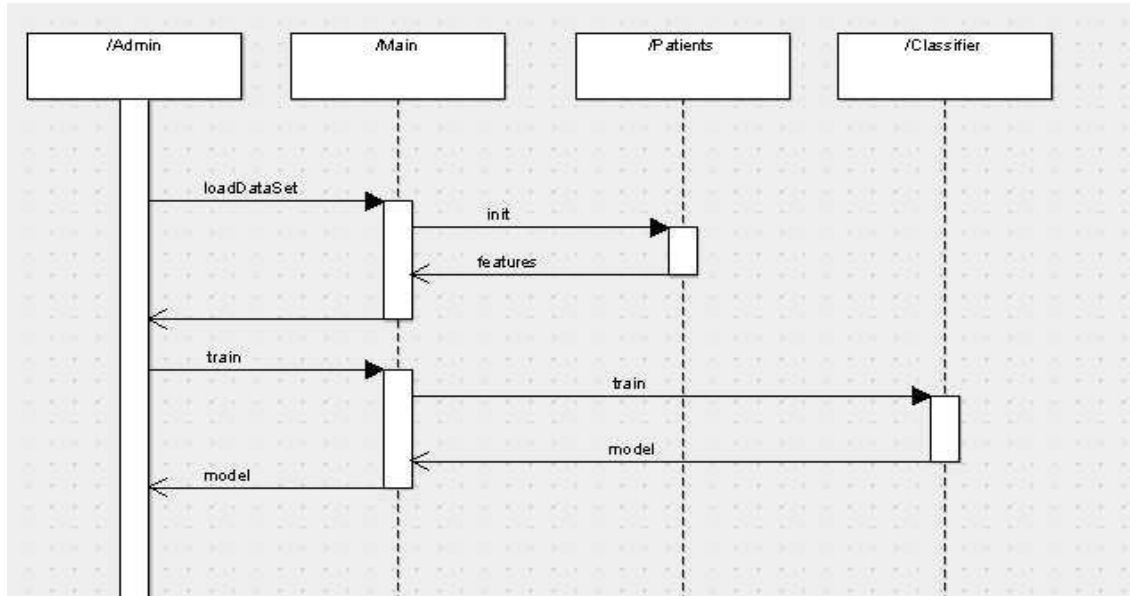 /Admin
/Main
/Patients
/Classifier
loadDataSet
init
features
train
train
model
model